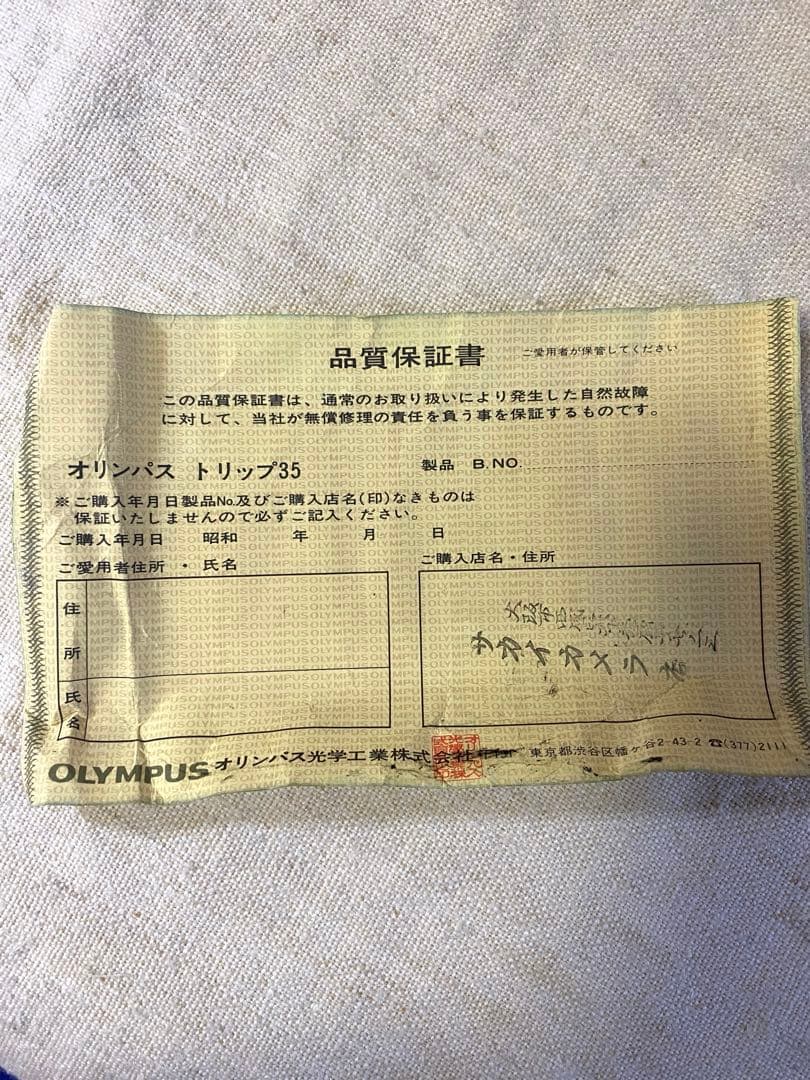 品質保証書 ご愛用者が保管してください
この品質保証書は、通常のお取り扱いにより発生した自然故障
に対して、当社が無償修理の責任を負う事を保証するものです。
オリンパス トリップ35 製品 B.NO.
※ご購入年月日製品No.及びご購入店名(印)なきものは
保証いたしませんので必ずご記入ください。
ご購入年月日 昭和 年 月 日
ご愛用者住所・氏名
住所
氏名
ご購入店名・住所
サカイカメラ
OLYMPUS オリンパス光学工業株式会社 東京都渋谷区幡ヶ谷2-43-2 ☎(377)2111